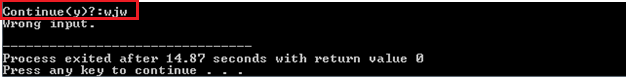 Continue(y)?:wjw
Wrong input.
--------------------------------
Process exited after 14.87 seconds with return value 0
Press any key to continue . . .